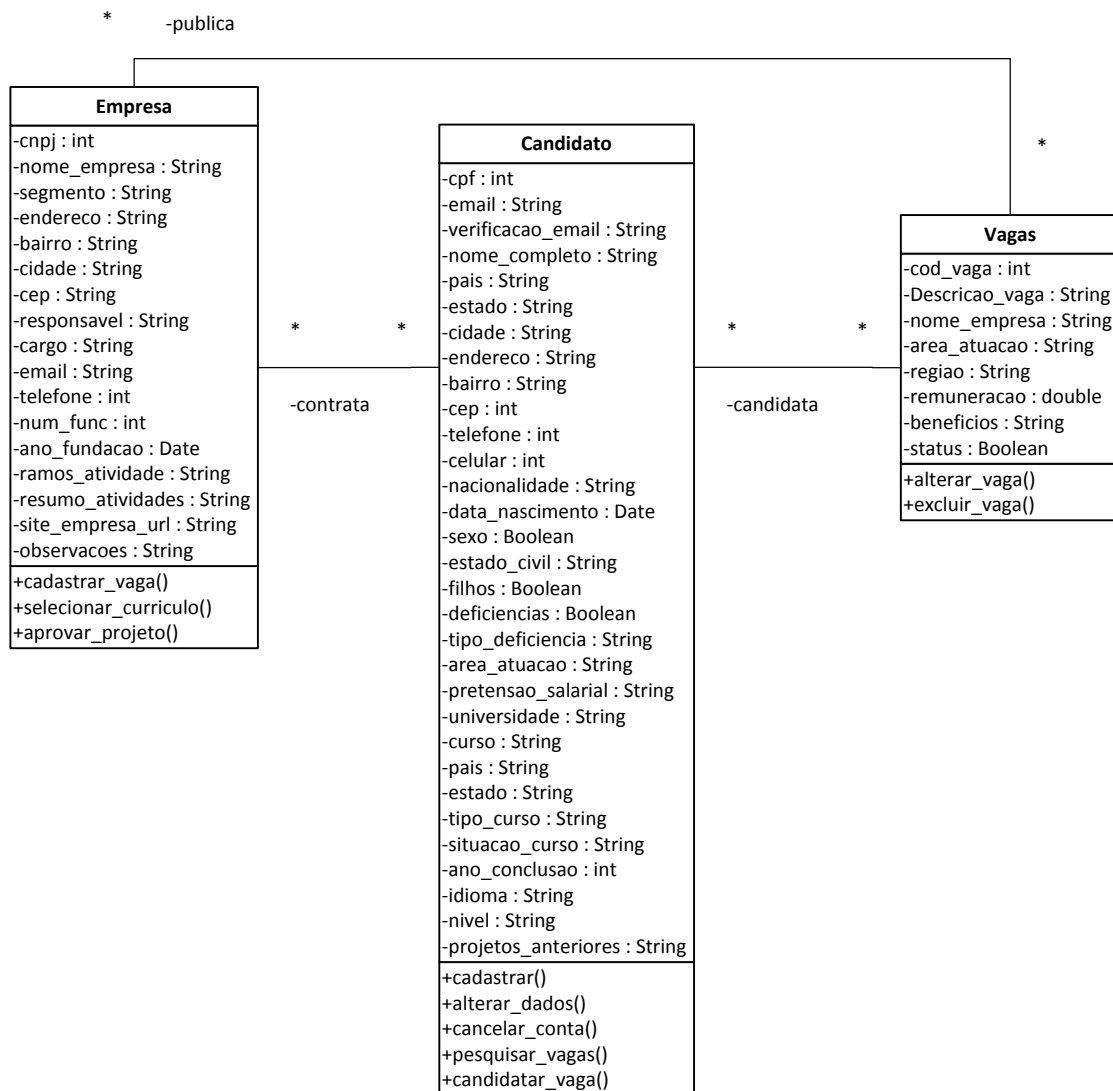 *
-publica
Empresa
-cnpj : int
-nome_empresa : String
-segmento : String
-endereco : String
-bairro : String
-cidade : String
-cep : String
-responsavel : String
-cargo : String
-email : String
-telefone : int
-num_func : int
-ano_fundacao : Date
-ramos_atividade : String
-resumo_atividades : String
-site_empresa_url : String
-observacoes : String
+cadastrar_vaga()
+selecionar_curriculo()
+aprovar_projeto()
* *
-contrata
Candidato
-cpf : int
-email : String
-verificacao_email : String
-nome_completo : String
-pais : String
-estado : String
-cidade : String
-endereco : String
-bairro : String
-cep : int
-telefone : int
-celular : int
-nacionalidade : String
-data_nascimento : Date
-sexo : Boolean
-estado_civil : String
-filhos : Boolean
-deficiencias : Boolean
-tipo_deficiencia : String
-area_atuacao : String
-pretensao_salarial : String
-universidade : String
-curso : String
-pais : String
-estado : String
-tipo_curso : String
-situacao_curso : String
-ano_conclusao : int
-idioma : String
-nivel : String
-projetos_anteriores : String
+cadastrar()
+alterar_dados()
+cancelar_conta()
+pesquisar_vagas()
+candidatar_vaga()
* *
-candidata
*
Vagas
-cod_vaga : int
-Descricao_vaga : String
-nome_empresa : String
-area_atuacao : String
-regiao : String
-remuneracao : double
-beneficios : String
-status : Boolean
+alterar_vaga()
+excluir_vaga()